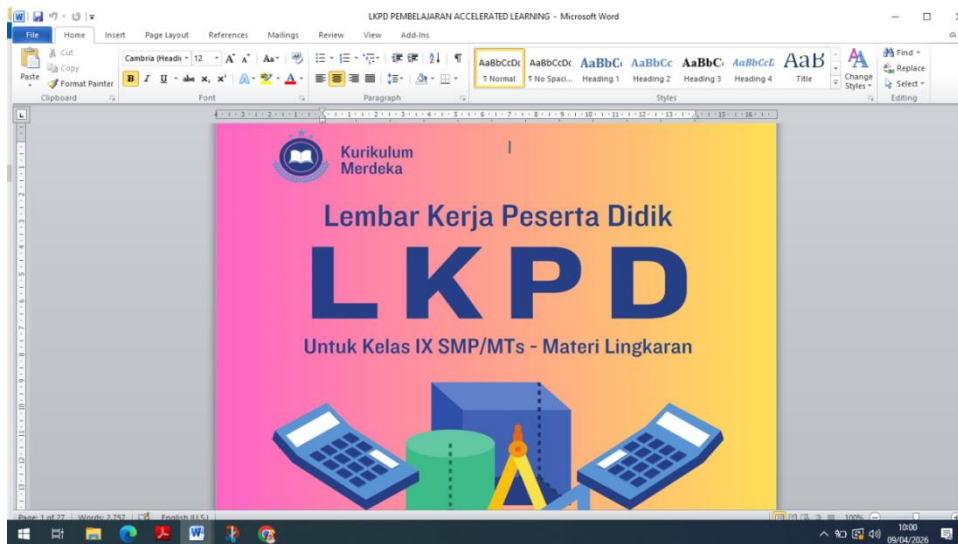 LKPD PEMBELAJARAN ACCELERATED LEARNING - Microsoft Word
File Home Insert Page Layout References Mailings Review View Add-Ins
Paste
Cut
Copy
Format Painter
Clipboard
Cambria (Headi 12
Font
Paragraph
AaBbCcDc AaBbCcDc AaBbC AaBbCc AaBbC AaBbCcD AaB
¶ Normal ¶ No Spaci... Heading 1 Heading 2 Heading 3 Heading 4 Title
Change Styles
Styles
Find
Replace
Select
Editing
Kurikulum
Merdeka
Lembar Kerja Peserta Didik
LKPD
Untuk Kelas IX SMP/MTs - Materi Lingkaran
Page: 1 of 27 Words: 2,757 English (U.S.) 100%
10:00
09/04/2026